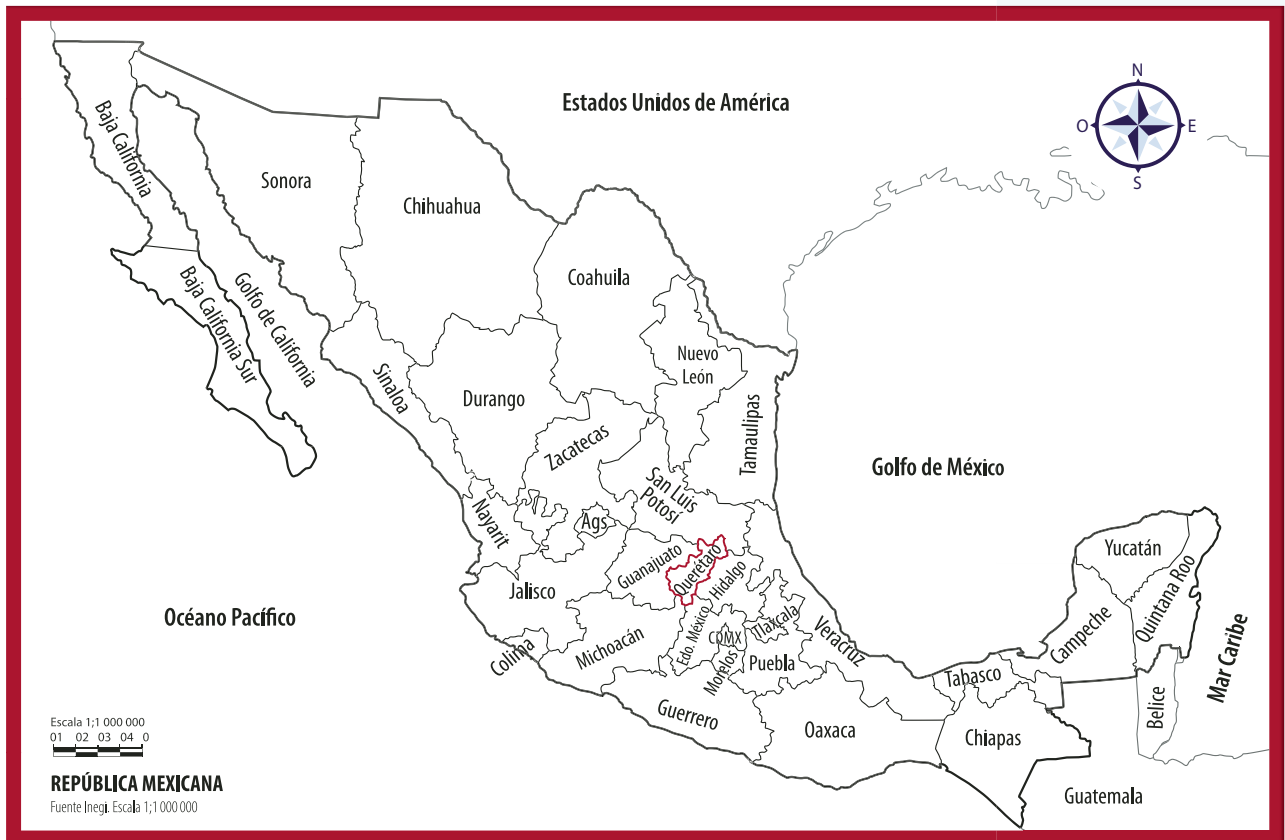 Estados Unidos de América
N
O
E
S
Baja California
Sonora
Chihuahua
Coahuila
Baja California Sur
Golfo de California
Nuevo
León
Sinaloa
Durango
Tamaulipas
Zacatecas
Golfo de México
San Luis
Potosí
Nayarit
Ags
Yucatán
Guanajuato
Querétaro
Hidalgo
Quintana Roo
Jalisco
Océano Pacífico
Edo. México
CDMX
Tlaxcala
Veracruz
Campeche
Mar Caribe
Colima
Michoacán
Morelos
Puebla
Tabasco
Belice
Guerrero
Oaxaca
Chiapas
Guatemala
Escala 1;1 000 000
01 02 03 04 0
REPÚBLICA MEXICANA
Fuente Inegi. Escala 1;1 000 000